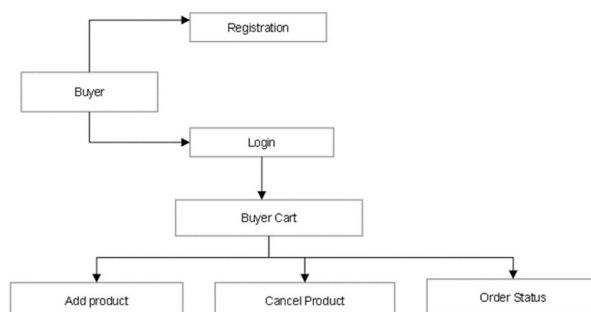 Registration
Buyer
Login
Buyer Cart
Add product
Cancel Product
Order Status